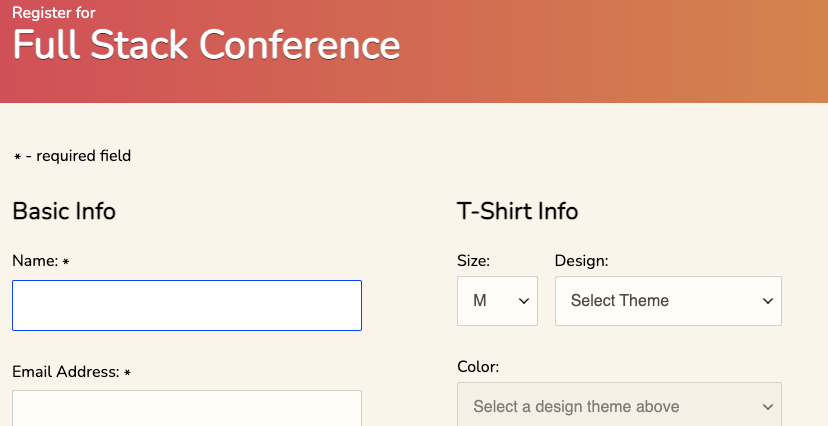 Register for
Full Stack Conference
* - required field
Basic Info
Name: *
Email Address: *
T-Shirt Info
Size:
M
Design:
Select Theme
Color:
Select a design theme above